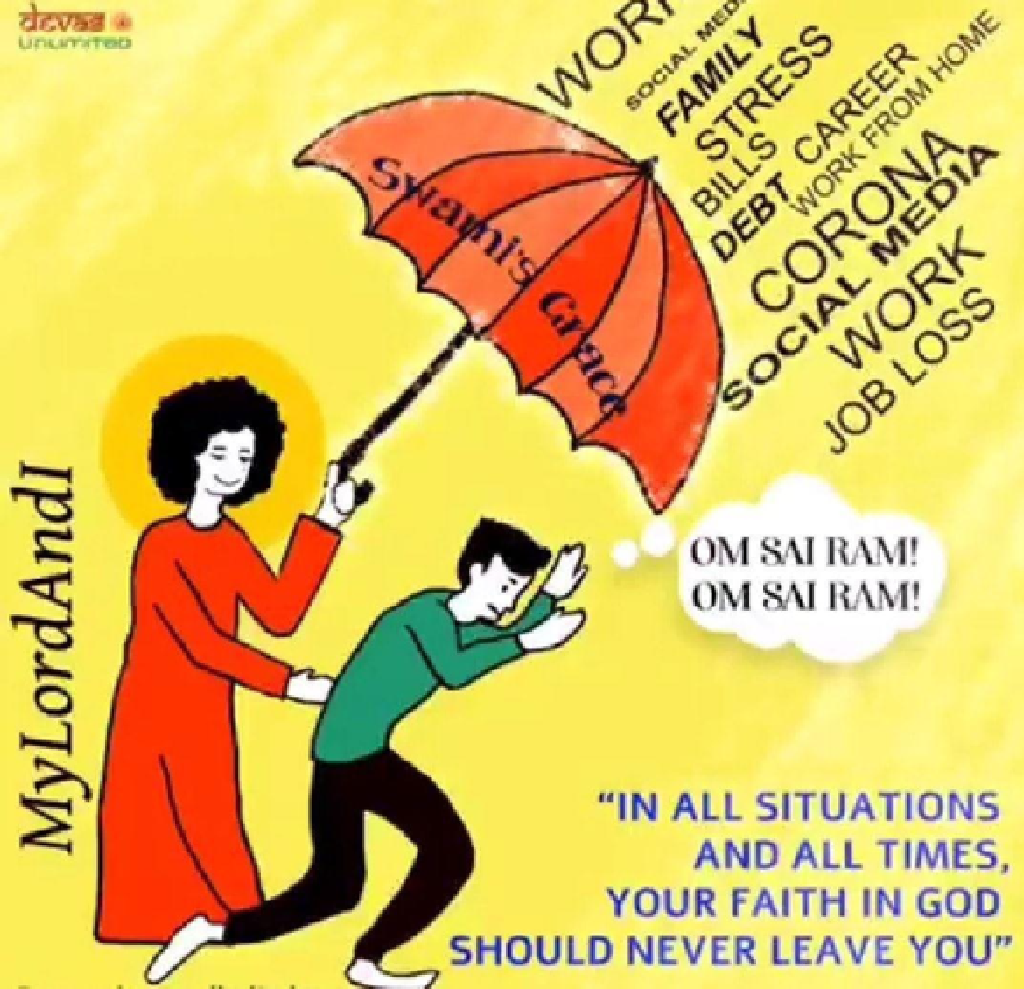 devas
UNLIMITED
WORK
SOCIAL MEDIA
FAMILY
STRESS
BILLS
CAREER
DEBT
WORK FROM HOME
CORONA
SOCIAL MEDIA
WORK
JOB LOSS
Swami's Grace
MyLordAndI
OM SAI RAM!
OM SAI RAM!
“IN ALL SITUATIONS
AND ALL TIMES,
YOUR FAITH IN GOD
SHOULD NEVER LEAVE YOU”